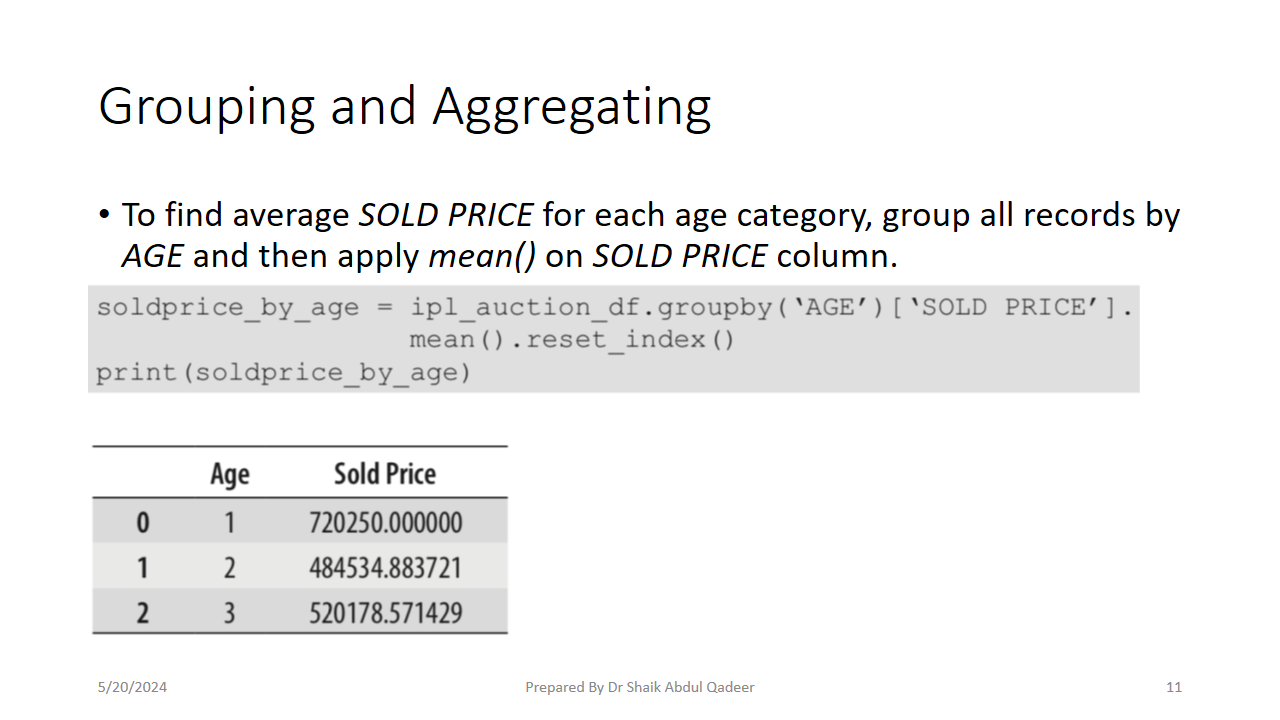 Grouping and Aggregating
• To find average SOLD PRICE for each age category, group all records by
AGE and then apply mean() on SOLD PRICE column.
soldprice_by_age = ipl_auction_df.groupby(‘AGE’)[‘SOLD PRICE’].
mean().reset_index()
print(soldprice_by_age)
Age Sold Price
0 1 720250.000000
1 2 484534.883721
2 3 520178.571429
5/20/2024 Prepared By Dr Shaik Abdul Qadeer 11